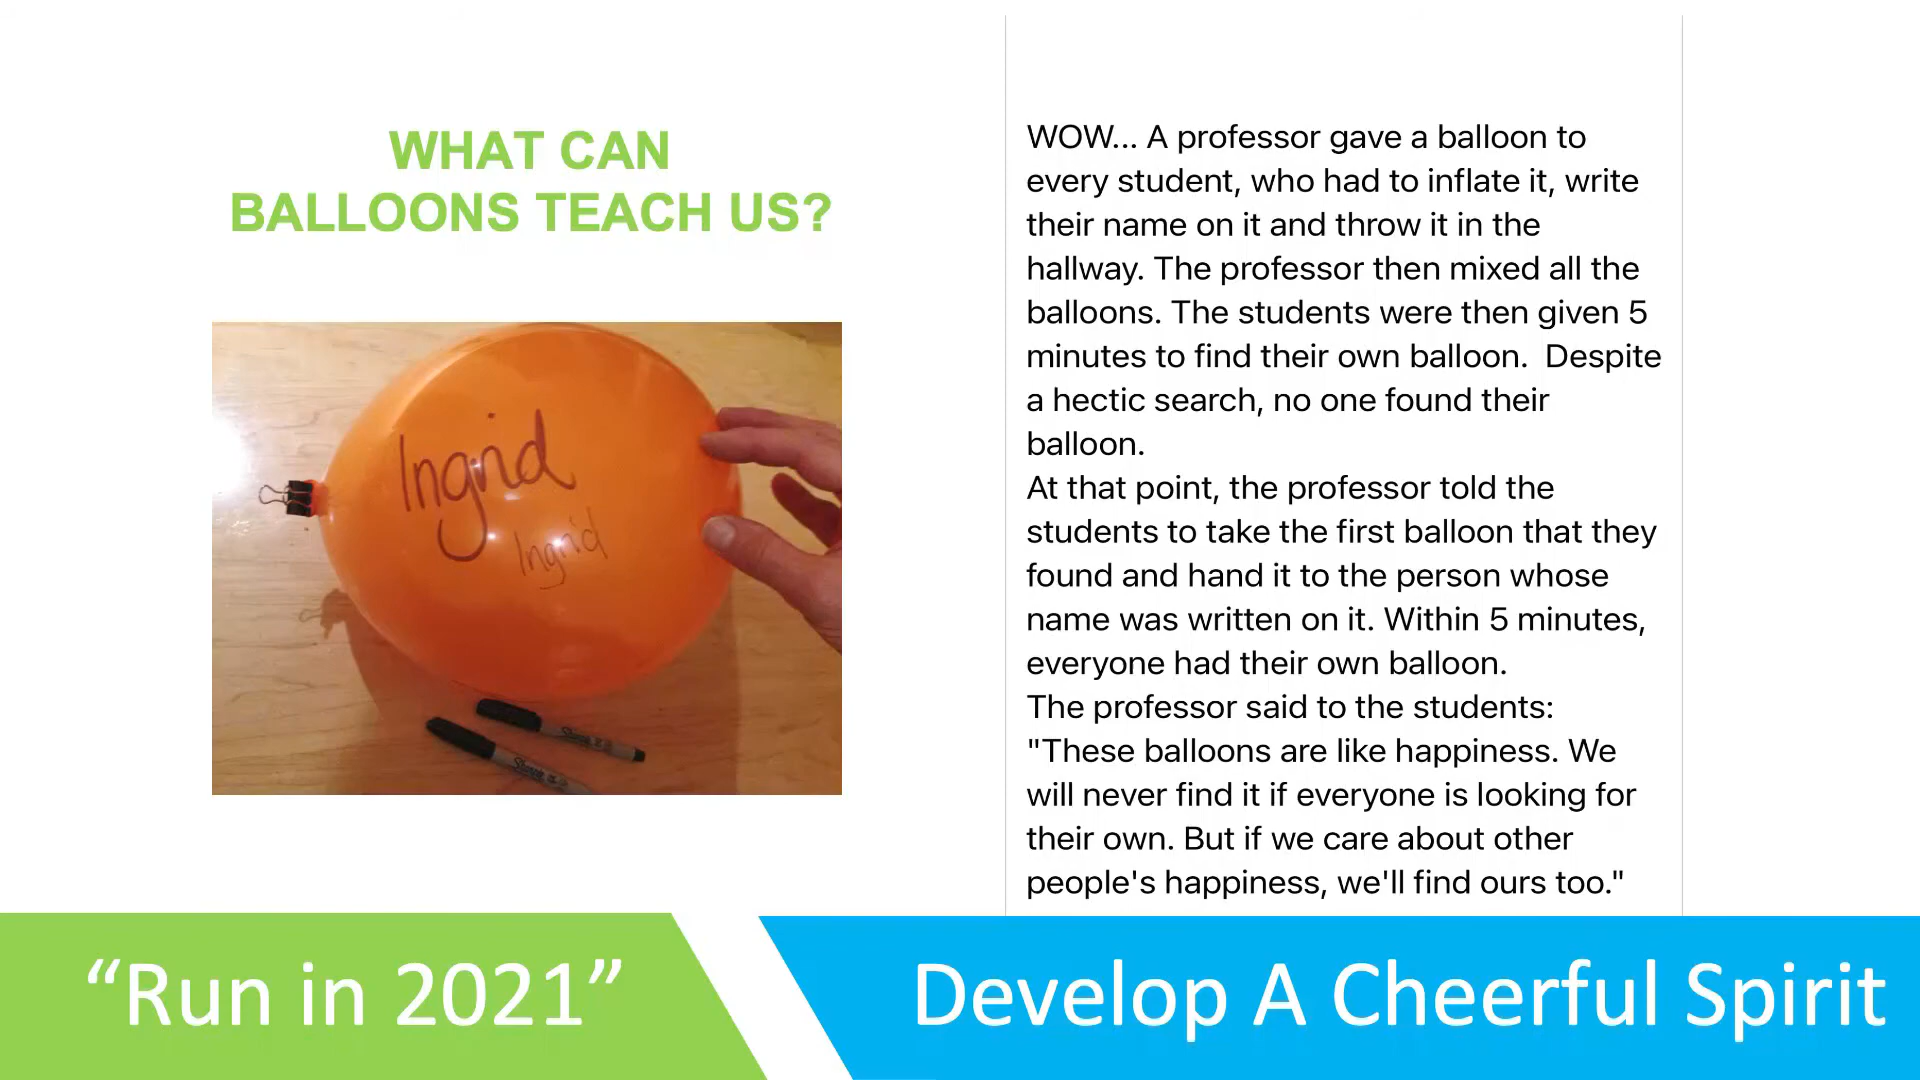 WHAT CAN
BALLOONS TEACH US?
Ingrid
Ingrid
Sharpie
Sharpie
WOW... A professor gave a balloon to
every student, who had to inflate it, write
their name on it and throw it in the
hallway. The professor then mixed all the
balloons. The students were then given 5
minutes to find their own balloon.  Despite
a hectic search, no one found their
balloon.
At that point, the professor told the
students to take the first balloon that they
found and hand it to the person whose
name was written on it. Within 5 minutes,
everyone had their own balloon.
The professor said to the students:
"These balloons are like happiness. We
will never find it if everyone is looking for
their own. But if we care about other
people's happiness, we'll find ours too."
“Run in 2021”
Develop A Cheerful Spirit